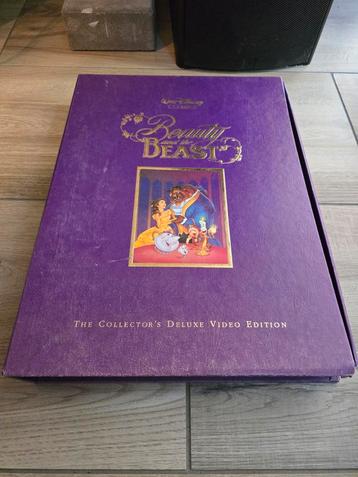 Walt Disney
CLASSICS
Beauty
and the
BEAST
THE COLLECTOR'S DELUXE VIDEO EDITION